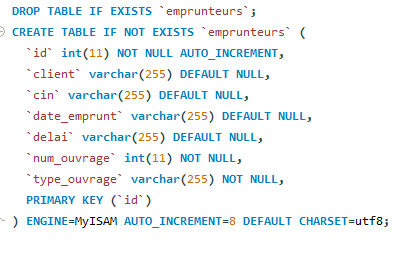 DROP TABLE IF EXISTS `emprunteurs`;
CREATE TABLE IF NOT EXISTS `emprunteurs` (
`id` int(11) NOT NULL AUTO_INCREMENT,
`client` varchar(255) DEFAULT NULL,
`cin` varchar(255) DEFAULT NULL,
`date_emprunt` varchar(255) DEFAULT NULL,
`delai` varchar(255) DEFAULT NULL,
`num_ouvrage` int(11) NOT NULL,
`type_ouvrage` varchar(255) NOT NULL,
PRIMARY KEY (`id`)
) ENGINE=MyISAM AUTO_INCREMENT=8 DEFAULT CHARSET=utf8;